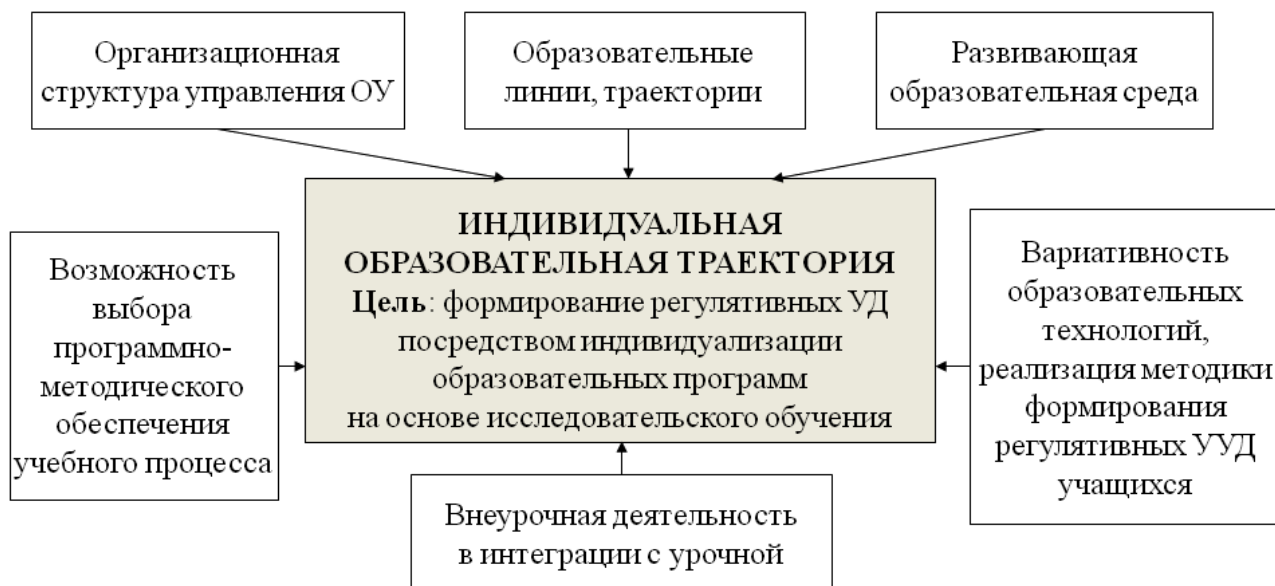 Организационная
структура управления ОУ
Образовательные
линии, траектории
Развивающая
образовательная среда
ИНДИВИДУАЛЬНАЯ
ОБРАЗОВАТЕЛЬНАЯ ТРАЕКТОРИЯ
Цель: формирование регулятивных УД
посредством индивидуализации
образовательных программ
на основе исследовательского обучения
Возможность
выбора
программно-
методического
обеспечения
учебного процесса
Вариативность
образовательных
технологий,
реализация методики
формирования
регулятивных УУД
учащихся
Внеурочная деятельность
в интеграции с урочной